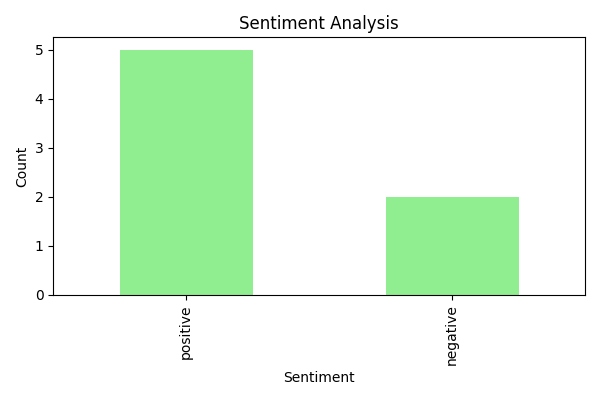 Sentiment Analysis
Count
5
4
3
2
1
0
positive
negative
Sentiment